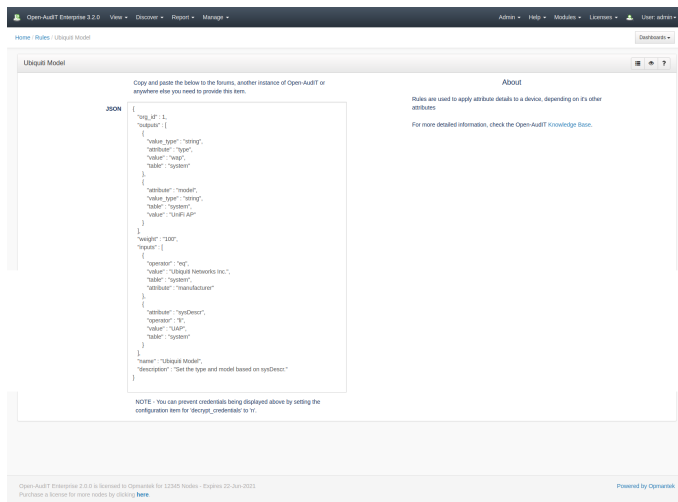 Open-AudIT Enterprise 3.2.0 View Discover Report Manage Admin Help Modules Licenses User: admin
Home / Rules / Ubiquiti Model Dashboards
Ubiquiti Model ?
Copy and paste the below to the forums, another instance of Open-AudIT or
anywhere else you need to provide this item.
JSON
{
"org_id" : 1,
"outputs" : [
{
"value_type" : "string",
"attribute" : "type",
"value" : "wap",
"table" : "system"
},
{
"attribute" : "model",
"value_type" : "string",
"table" : "system",
"value" : "UniFi AP"
}
],
"weight" : "100",
"inputs" : [
{
"operator" : "eq",
"value" : "Ubiquiti Networks Inc.",
"table" : "system",
"attribute" : "manufacturer"
},
{
"attribute" : "sysDescr",
"operator" : "li",
"value" : "UAP",
"table" : "system"
}
],
"name" : "Ubiquiti Model",
"description" : "Set the type and model based on sysDescr."
}
NOTE - You can prevent credentials being displayed above by setting the
configuration item for 'decrypt_credentials' to 'n'.
About
Rules are used to apply attribute details to a device, depending on it's other
attributes
For more detailed information, check the Open-AudIT Knowledge Base.
Open-AudIT Enterprise 2.0.0 is licensed to Opmantek for 12345 Nodes - Expires 22-Jun-2021
Purchase a license for more nodes by clicking here.
Powered by Opmantek